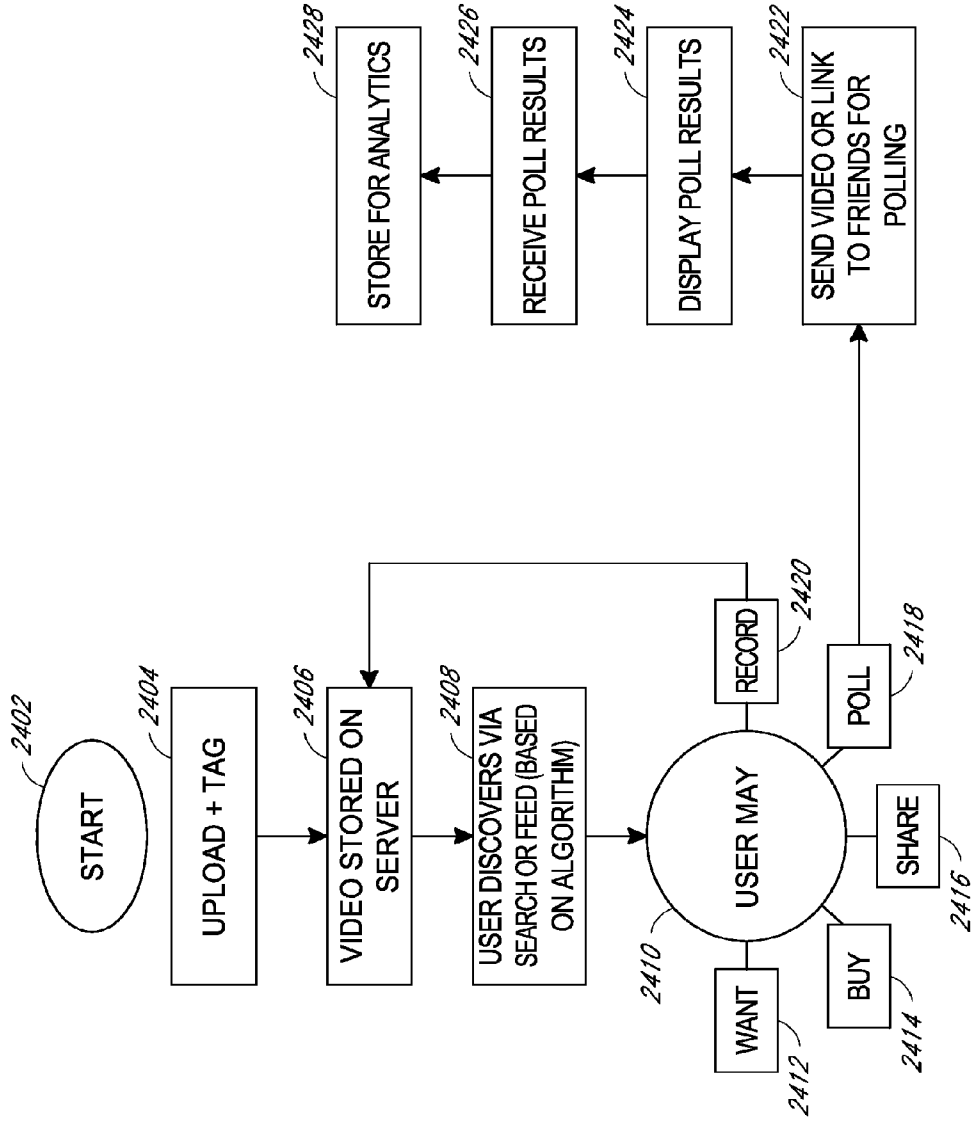 2402
START
2404
UPLOAD + TAG
2406
VIDEO STORED ON
SERVER
2408
USER DISCOVERS VIA
SEARCH OR FEED (BASED
ON ALGORITHM)
2410
USER MAY
WANT
2412
BUY
2414
SHARE
2416
POLL
2418
RECORD
2420
2422
SEND VIDEO OR LINK
TO FRIENDS FOR
POLLING
2424
DISPLAY POLL RESULTS
2426
RECEIVE POLL RESULTS
2428
STORE FOR ANALYTICS